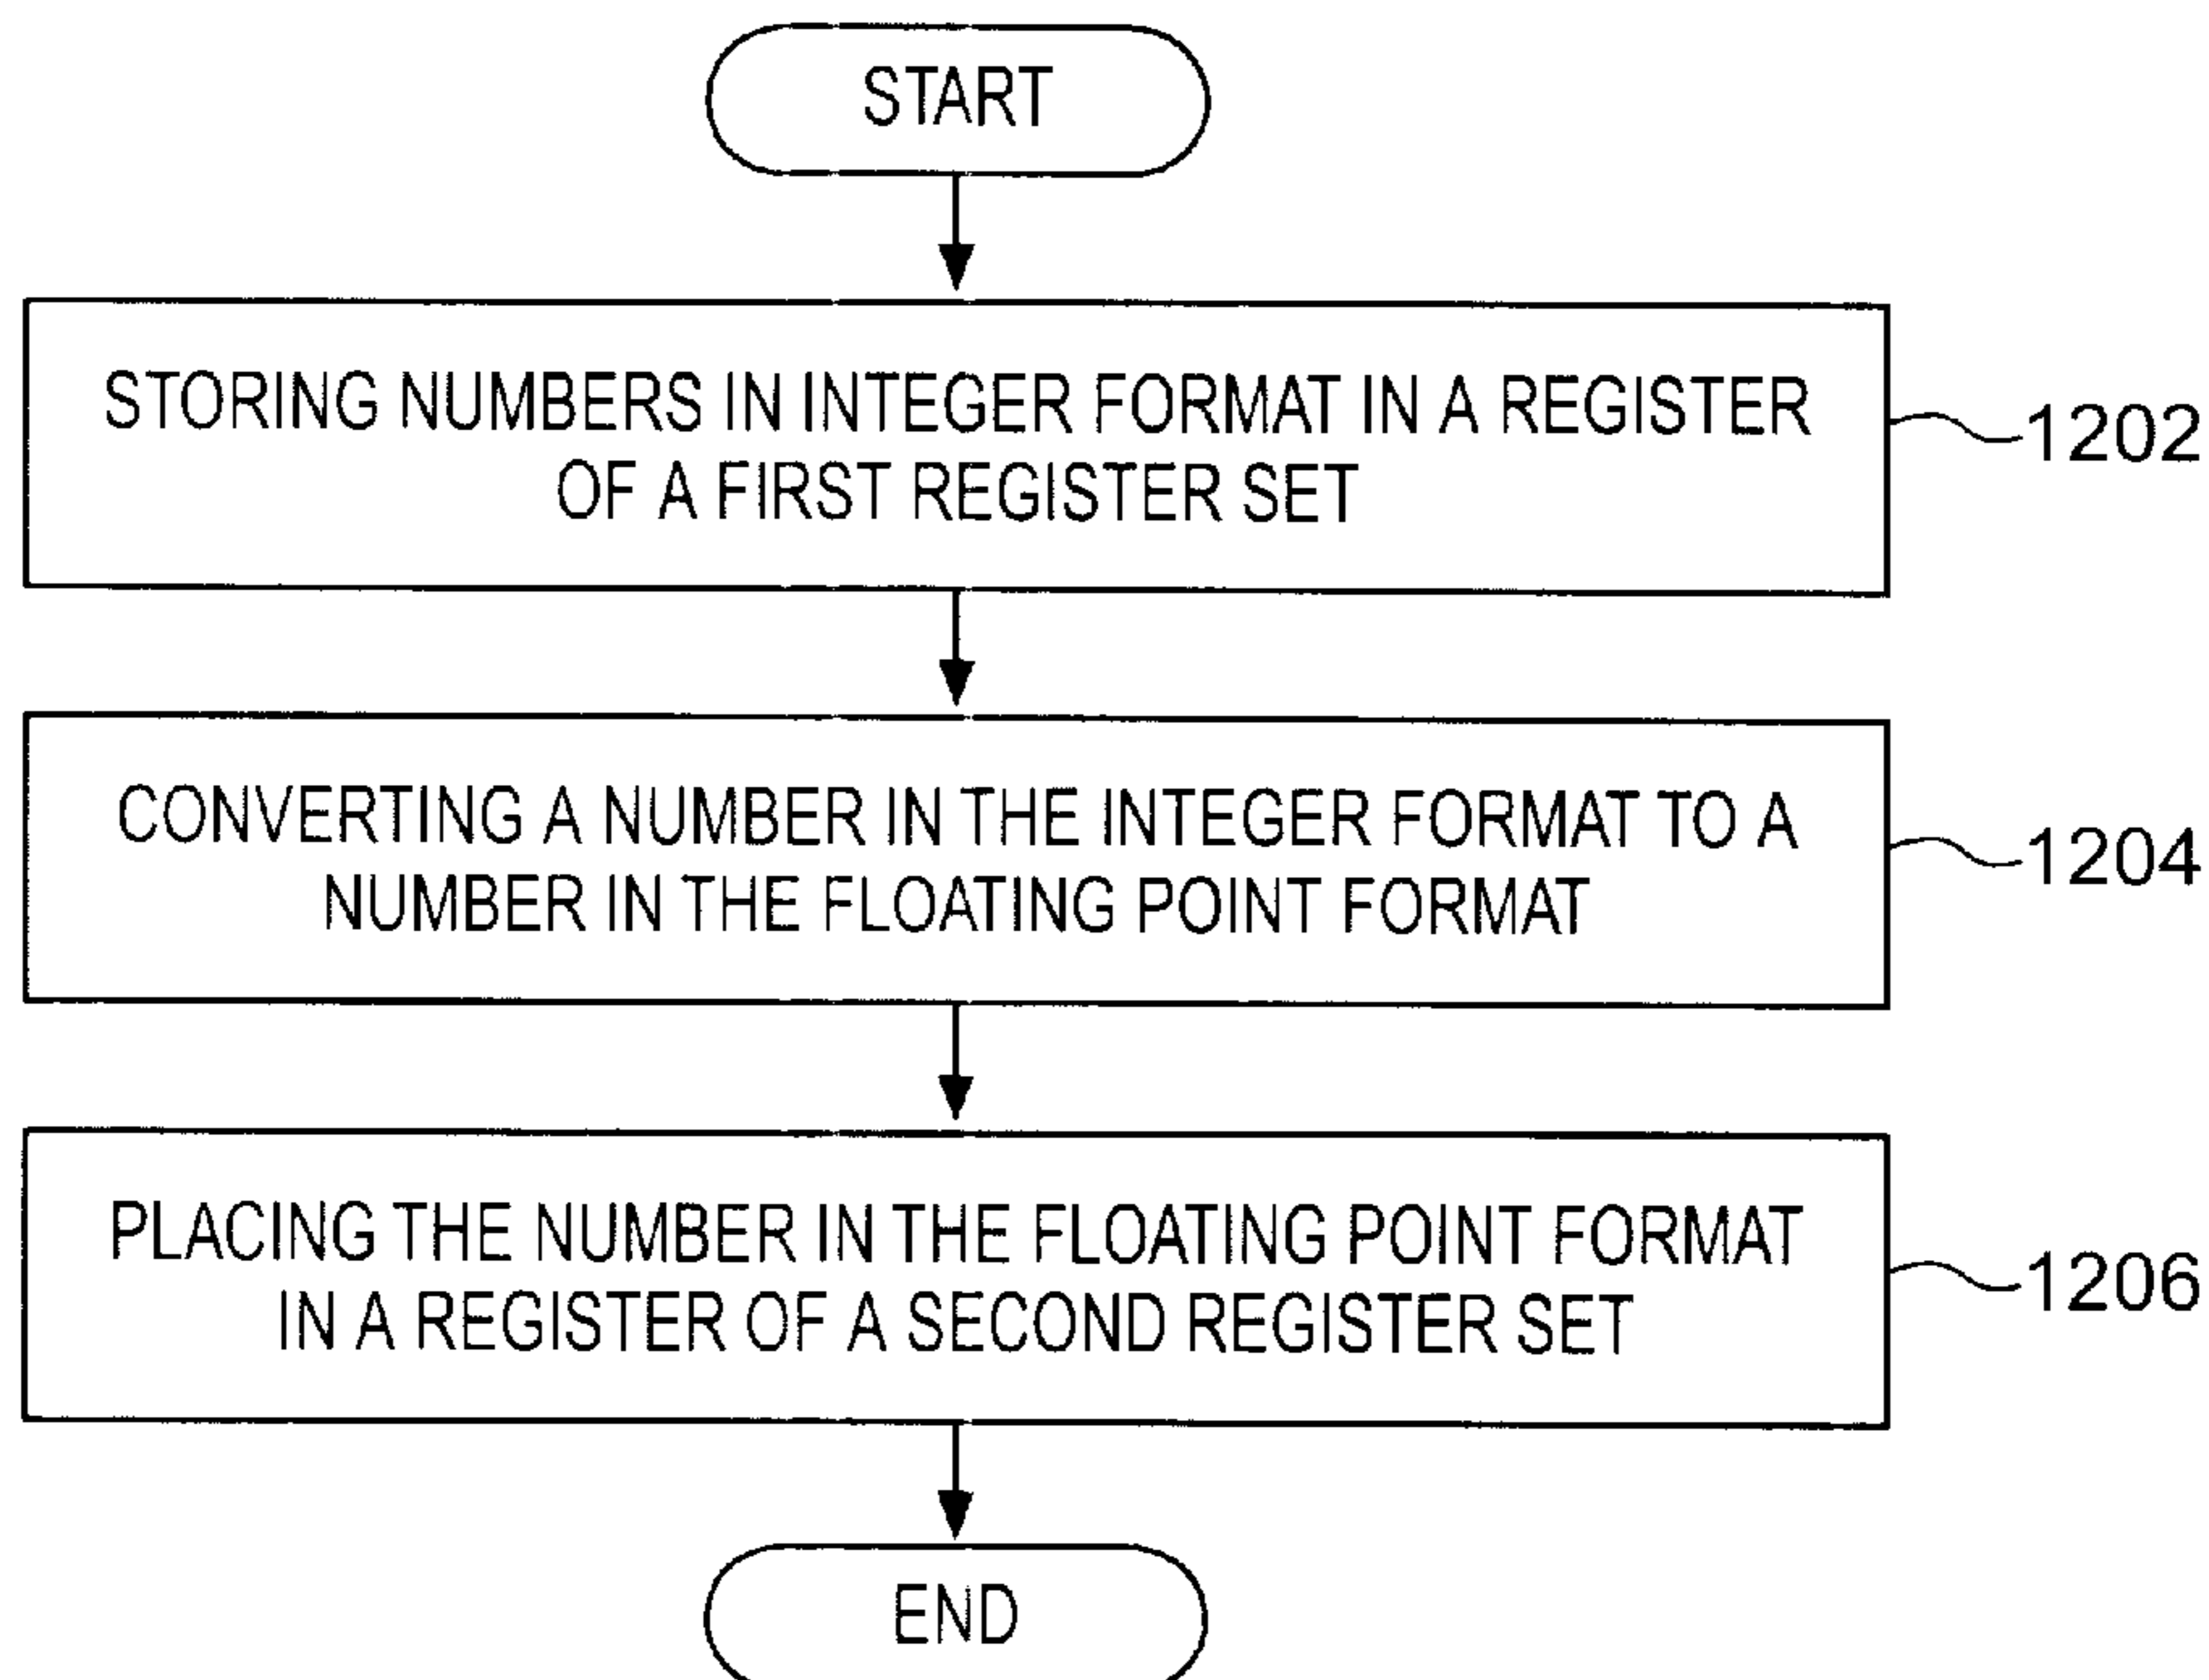 START
STORING NUMBERS IN INTEGER FORMAT IN A REGISTER
OF A FIRST REGISTER SET
1202
CONVERTING A NUMBER IN THE INTEGER FORMAT TO A
NUMBER IN THE FLOATING POINT FORMAT
1204
PLACING THE NUMBER IN THE FLOATING POINT FORMAT
IN A REGISTER OF A SECOND REGISTER SET
1206
END